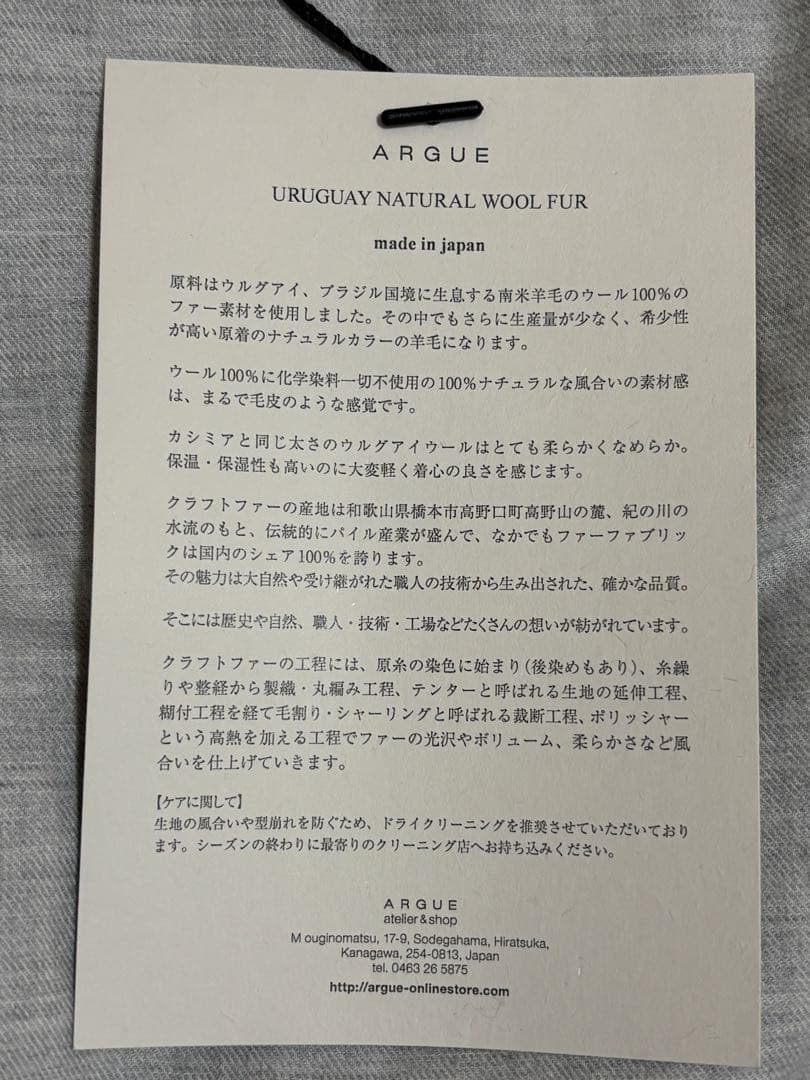 ARGUE
URUGUAY NATURAL WOOL FUR
made in japan
原料はウルグアイ、ブラジル国境に生息する南米羊毛のウール100%の
ファー素材を使用しました。その中でもさらに生産量が少なく、希少性
が高い原着のナチュラルカラーの羊毛になります。
ウール100%に化学染料一切不使用の100%ナチュラルな風合いの素材感
は、まるで毛皮のような感覚です。
カシミアと同じ太さのウルグアイウールはとても柔らかくなめらか。
保温・保湿性も高いのに大変軽く着心の良さを感じます。
クラフトファーの産地は和歌山県橋本市高野口町高野山の麓、紀の川の
水流のもと、伝統的にパイル産業が盛んで、なかでもファーファブリッ
クは国内のシェア100%を誇ります。
その魅力は大自然や受け継がれた職人の技術から生み出された、確かな品質。
そこには歴史や自然、職人・技術・工場などたくさんの想いが紡がれています。
クラフトファーの工程には、原糸の染色に始まり(後染めもあり)、糸繰
りや整経から製織・丸編み工程、テンターと呼ばれる生地の延伸工程、
糊付工程を経て毛割り・シャーリングと呼ばれる裁断工程、ポリッシャー
という高熱を加える工程でファーの光沢やボリューム、柔らかさなど風
合いを仕上げていきます。
【ケアに関して】
生地の風合いや型崩れを防ぐため、ドライクリーニングを推奨させていただいており
ます。シーズンの終わりに最寄りのクリーニング店へお持ち込みください。
ARGUE
atelier&shop
M ouginomatsu, 17-9, Sodegahama, Hiratsuka,
Kanagawa, 254-0813, Japan
tel. 0463 26 5875
http://argue-onlinestore.com